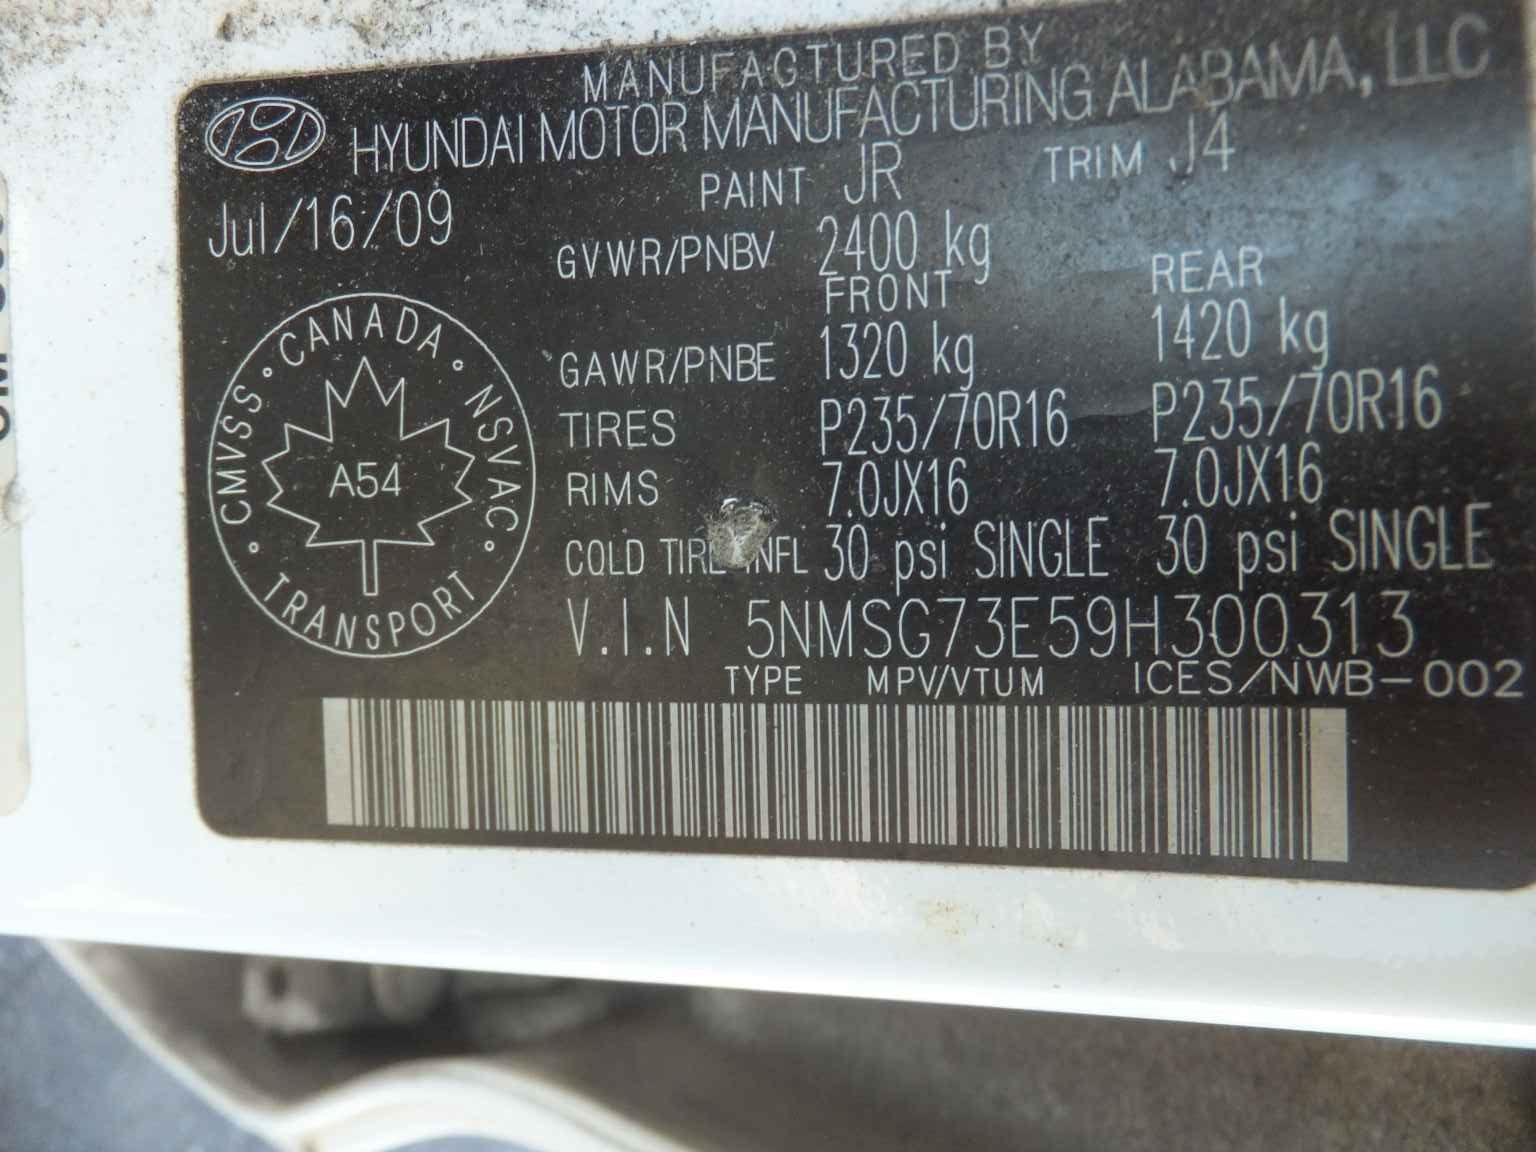 MANUFACTURED BY
HYUNDAI MOTOR MANUFACTURING ALABAMA, LLC
Jul/16/09
PAINT JR TRIM J4
GVWR/PNBV 2400 kg
FRONT REAR
GAWR/PNBE 1320 kg 1420 kg
TIRES P235/70R16 P235/70R16
RIMS 7.0JX16 7.0JX16
COLD TIRE INFL 30 psi SINGLE 30 psi SINGLE
V.I.N 5NMSG73E59H300313
TYPE MPV/VTUM ICES/NWB-002
CMVSS • CANADA • NSVAC • TRANSPORT •
A54